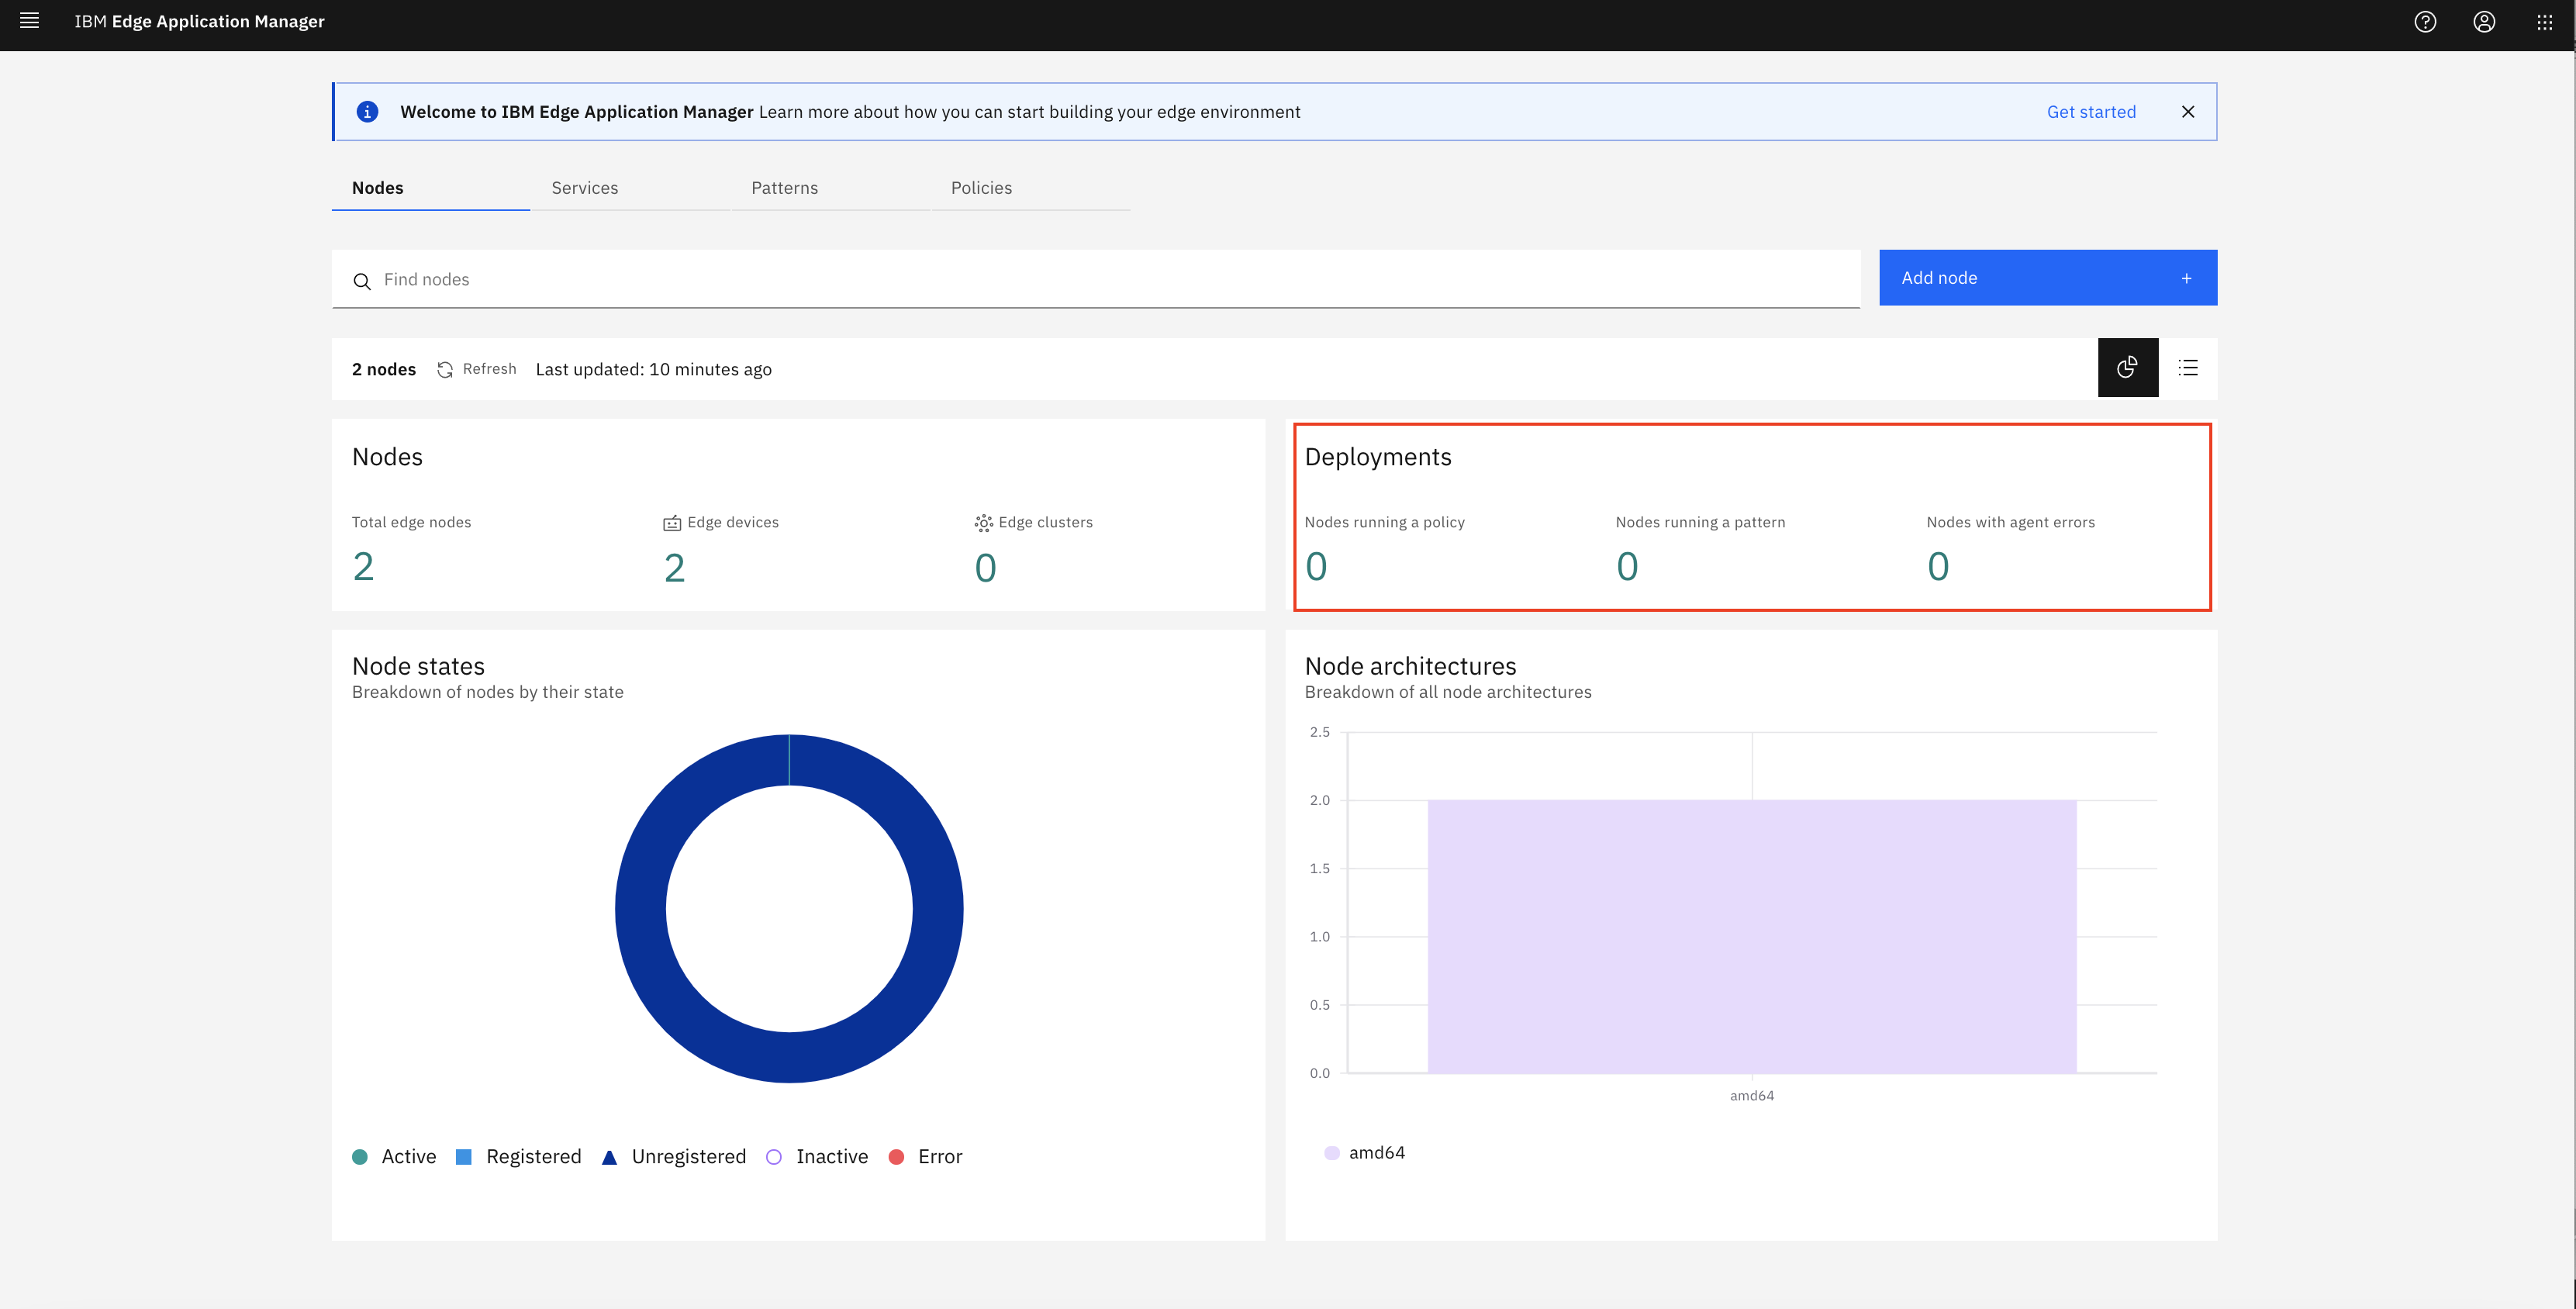 IBM Edge Application Manager
Welcome to IBM Edge Application Manager Learn more about how you can start building your edge environment
Get started
Nodes
Services
Patterns
Policies
Find nodes
Add node +
2 nodes
Refresh
Last updated: 10 minutes ago
Nodes
Total edge nodes
2
Edge devices
2
Edge clusters
0
Deployments
Nodes running a policy
0
Nodes running a pattern
0
Nodes with agent errors
0
Node states
Breakdown of nodes by their state
Active
Registered
Unregistered
Inactive
Error
Node architectures
Breakdown of all node architectures
2.5
2.0
1.5
1.0
0.5
0.0
amd64
amd64